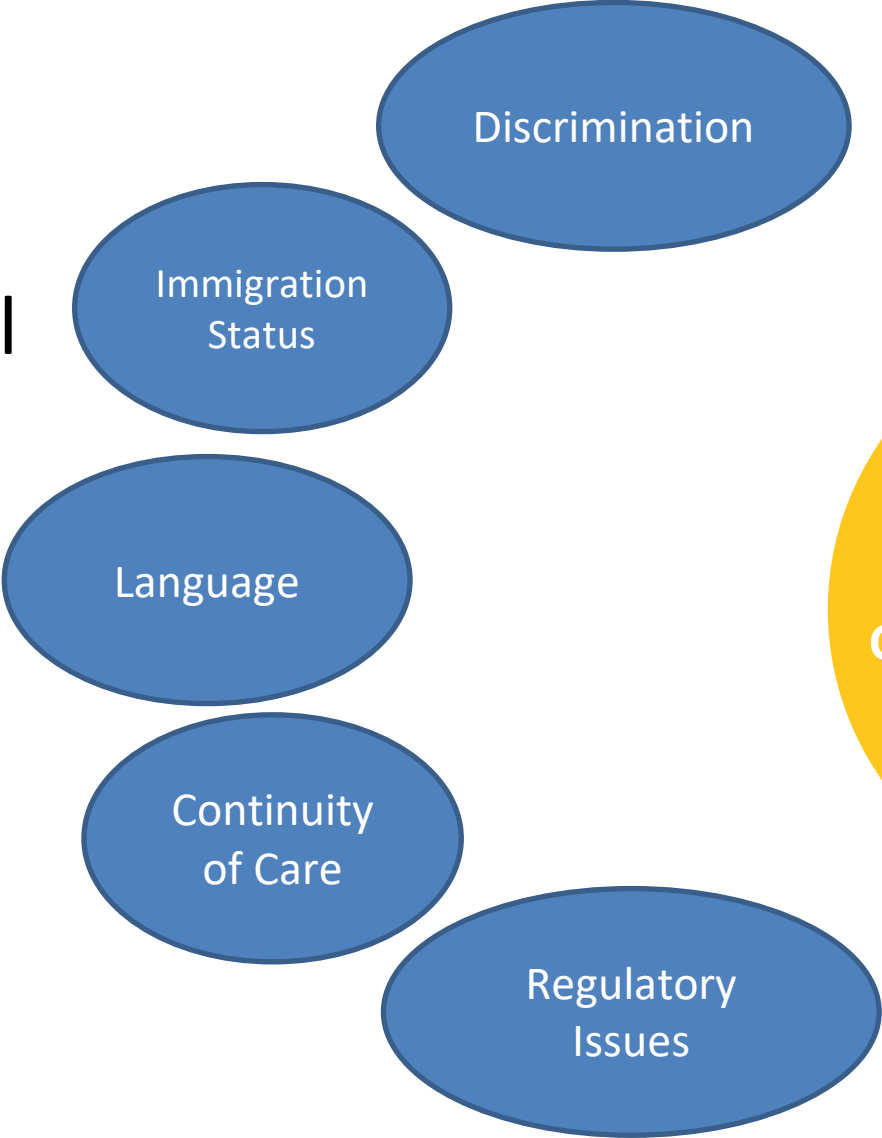 Discrimination
Immigration
Status
Language
Continuity
of Care
Regulatory
Issues